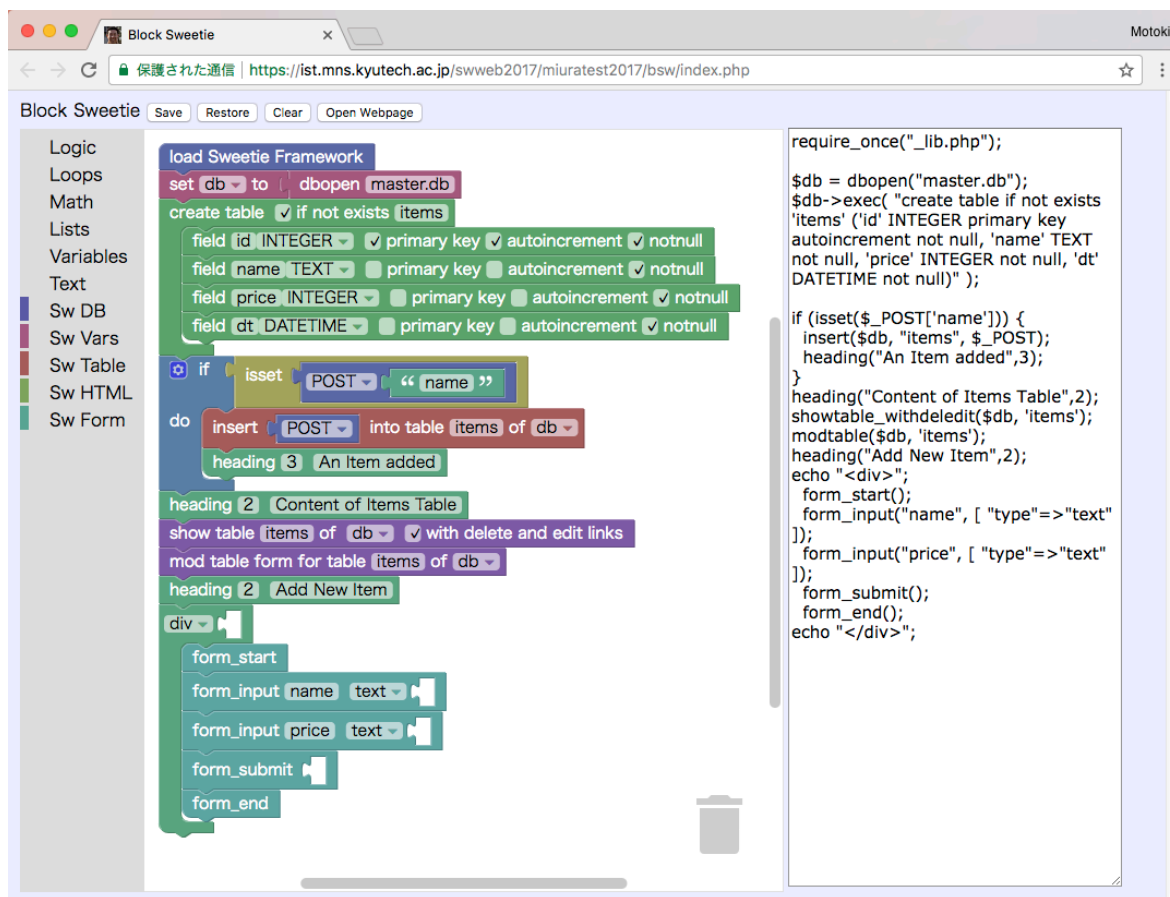 Block Sweetie
Motoki
保護された通信 | https://ist.mns.kyutech.ac.jp/swweb2017/miuratest2017/bsw/index.php
Block Sweetie Save Restore Clear Open Webpage
Logic
Loops
Math
Lists
Variables
Text
Sw DB
Sw Vars
Sw Table
Sw HTML
Sw Form
load Sweetie Framework
set db to dbopen master.db
create table if not exists items
field id INTEGER primary key autoincrement notnull
field name TEXT primary key autoincrement notnull
field price INTEGER primary key autoincrement notnull
field dt DATETIME primary key autoincrement notnull
if isset POST “ name ”
do insert POST into table items of db
heading 3 An Item added
heading 2 Content of Items Table
show table items of db with delete and edit links
mod table form for table items of db
heading 2 Add New Item
div
form_start
form_input name text
form_input price text
form_submit
form_end
require_once("_lib.php");
$db = dbopen("master.db");
$db->exec( "create table if not exists
'items' ('id' INTEGER primary key
autoincrement not null, 'name' TEXT
not null, 'price' INTEGER not null, 'dt'
DATETIME not null)" );
if (isset($_POST['name'])) {
insert($db, "items", $_POST);
heading("An Item added",3);
}
heading("Content of Items Table",2);
showtable_withdeledit($db, 'items');
modtable($db, 'items');
heading("Add New Item",2);
echo "<div>";
form_start();
form_input("name", [ "type"=>"text"
]);
form_input("price", [ "type"=>"text"
]);
form_submit();
form_end();
echo "</div>";